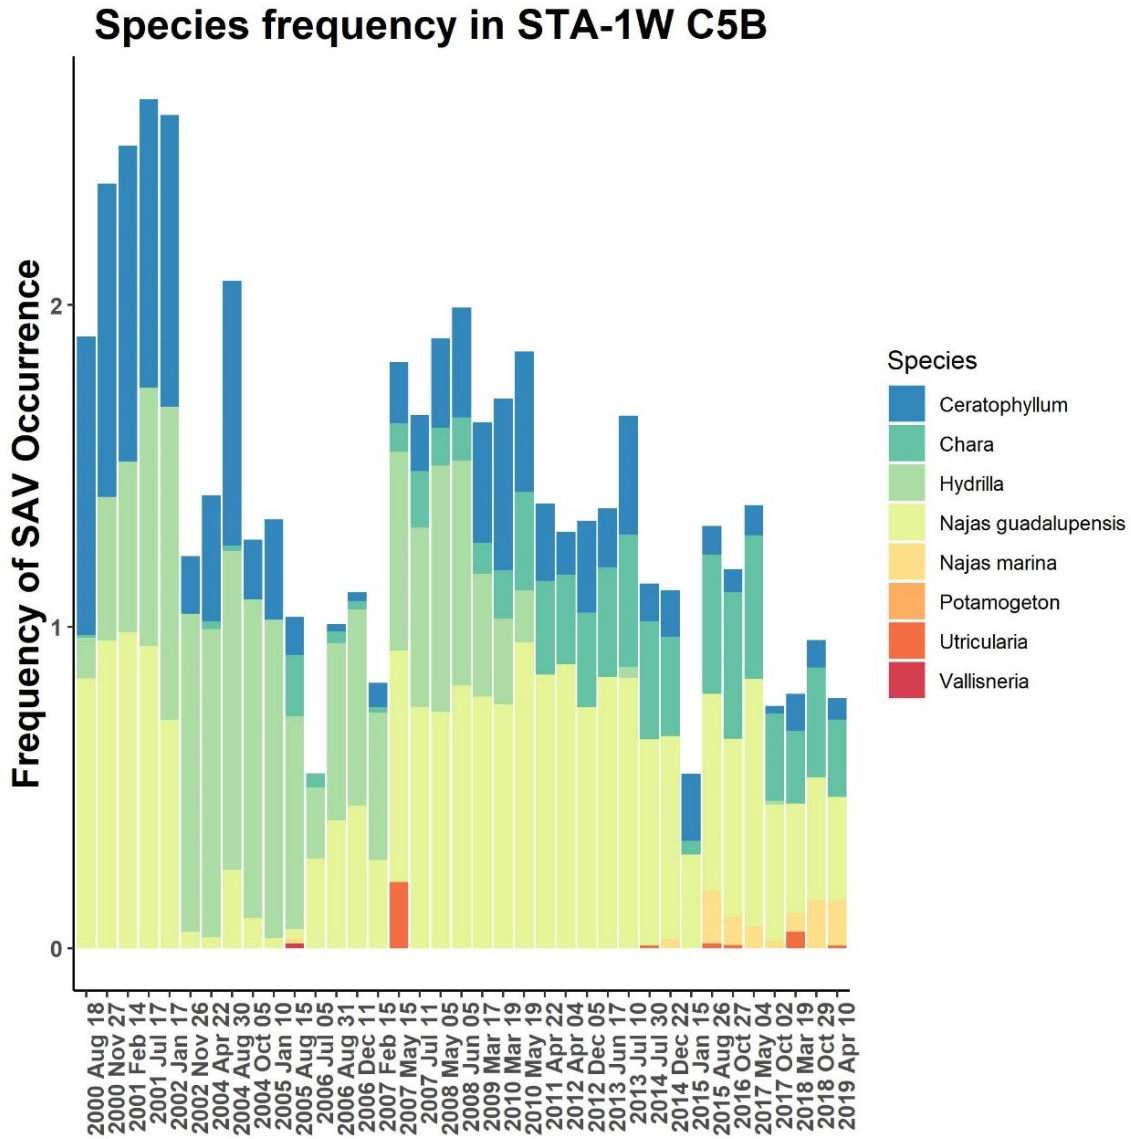 Species frequency in STA-1W C5B
Frequency of SAV Occurrence
2
1
0
2000 Aug 18
2000 Nov 27
2001 Feb 14
2001 Jul 17
2002 Jan 17
2002 Nov 26
2004 Apr 22
2004 Aug 30
2004 Oct 05
2005 Jan 10
2005 Aug 15
2006 Jul 05
2006 Aug 31
2006 Dec 11
2007 Feb 15
2007 May 15
2007 Jul 11
2008 May 05
2008 Jun 05
2009 Mar 17
2010 Mar 19
2010 May 19
2011 Apr 22
2012 Apr 04
2012 Dec 05
2013 Jun 17
2013 Jul 10
2014 Jul 30
2014 Dec 22
2015 Jan 15
2015 Aug 26
2016 Oct 27
2017 May 04
2017 Oct 02
2018 Mar 19
2018 Oct 29
2019 Apr 10
Species
Ceratophyllum
Chara
Hydrilla
Najas guadalupensis
Najas marina
Potamogeton
Utricularia
Vallisneria